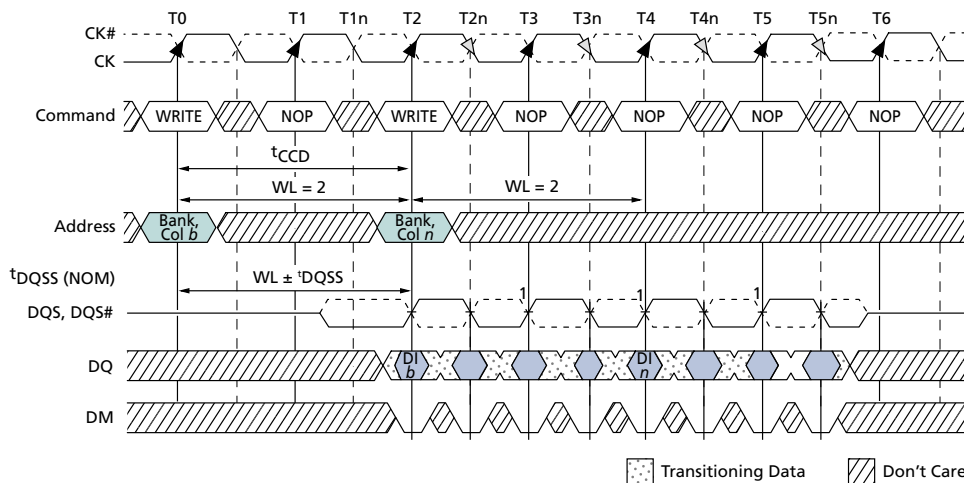 T0 T1 T1n T2 T2n T3 T3n T4 T4n T5 T5n T6
CK#
CK
Command WRITE NOP WRITE NOP NOP NOP NOP
tCCD
WL = 2 WL = 2
Address Bank, Col b Bank, Col n
tDQSS (NOM)
WL ± tDQSS
DQS, DQS# 1 1 1
DQ DI b DI n
DM
Transitioning Data Don't Care